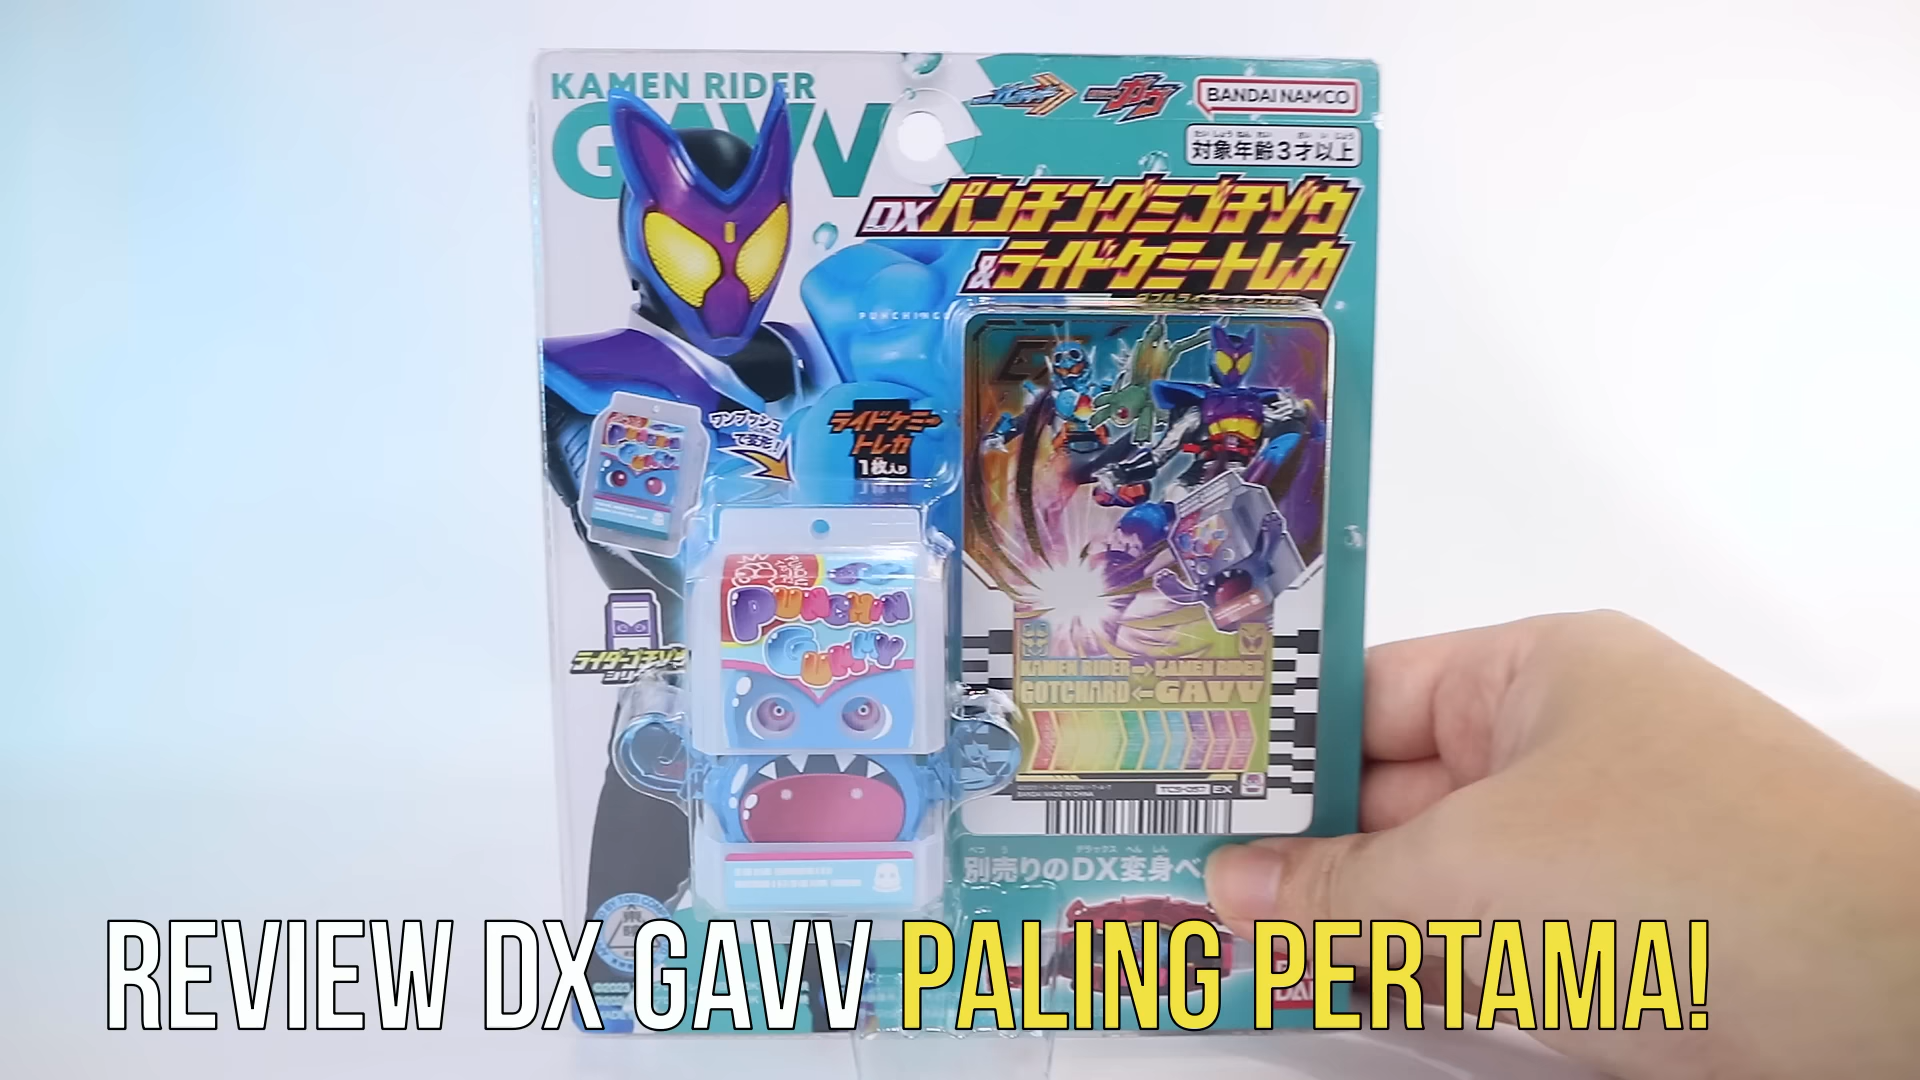 KAMEN RIDER
GAVV
BANDAI NAMCO
対象年齢3才以上
DXパンチングミゴチゾウ
&ライドケミートレカ
PUNCHING
ワンプッシュ
で変形!
ライドケミー
トレカ
1枚入り
EX
PUNCHIN
GUMMY
KAMEN RIDER KAMEN RIDER
GOTCHARD GAVV
EX
別売りのDX変身ベ
REVIEW DX GAVV PALING PERTAMA!